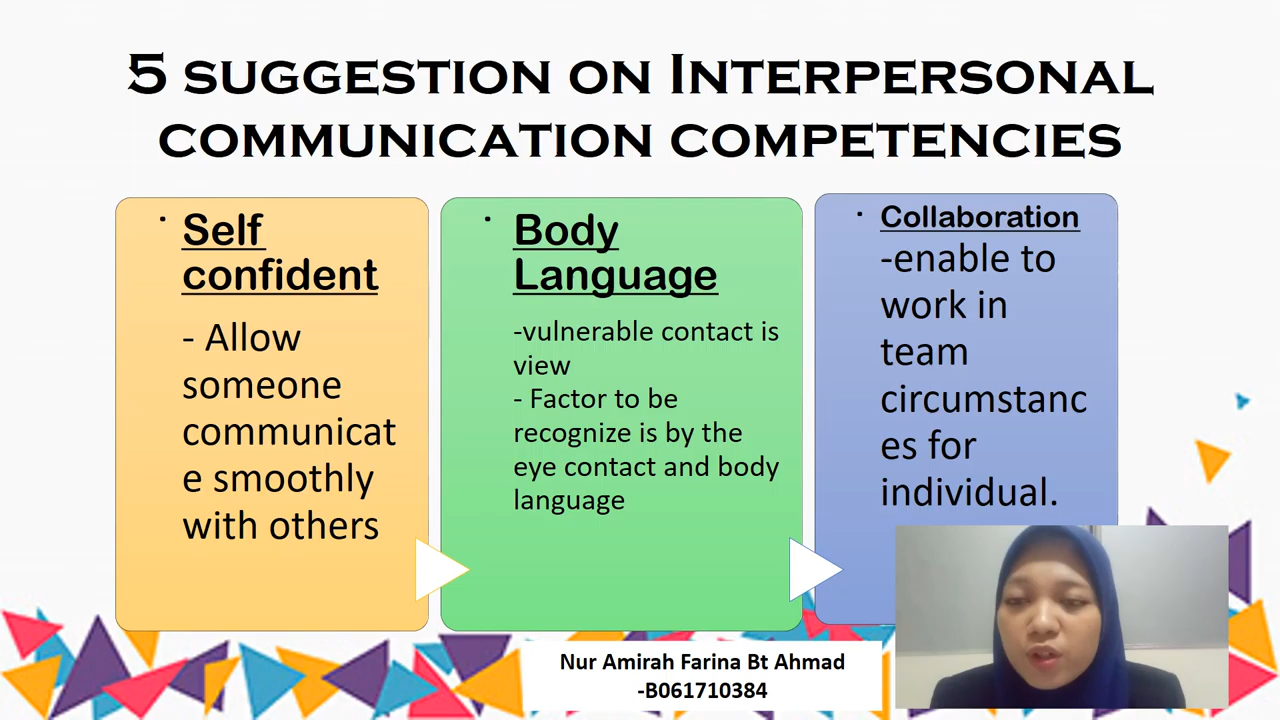 5 SUGGESTION ON INTERPERSONAL
COMMUNICATION COMPETENCIES
• Self
confident
- Allow
someone
communicat
e smoothly
with others
• Body
Language
-vulnerable contact is
view
- Factor to be
recognize is by the
eye contact and body
language
• Collaboration
-enable to
work in
team
circumstanc
es for
individual.
Nur Amirah Farina Bt Ahmad
-B061710384